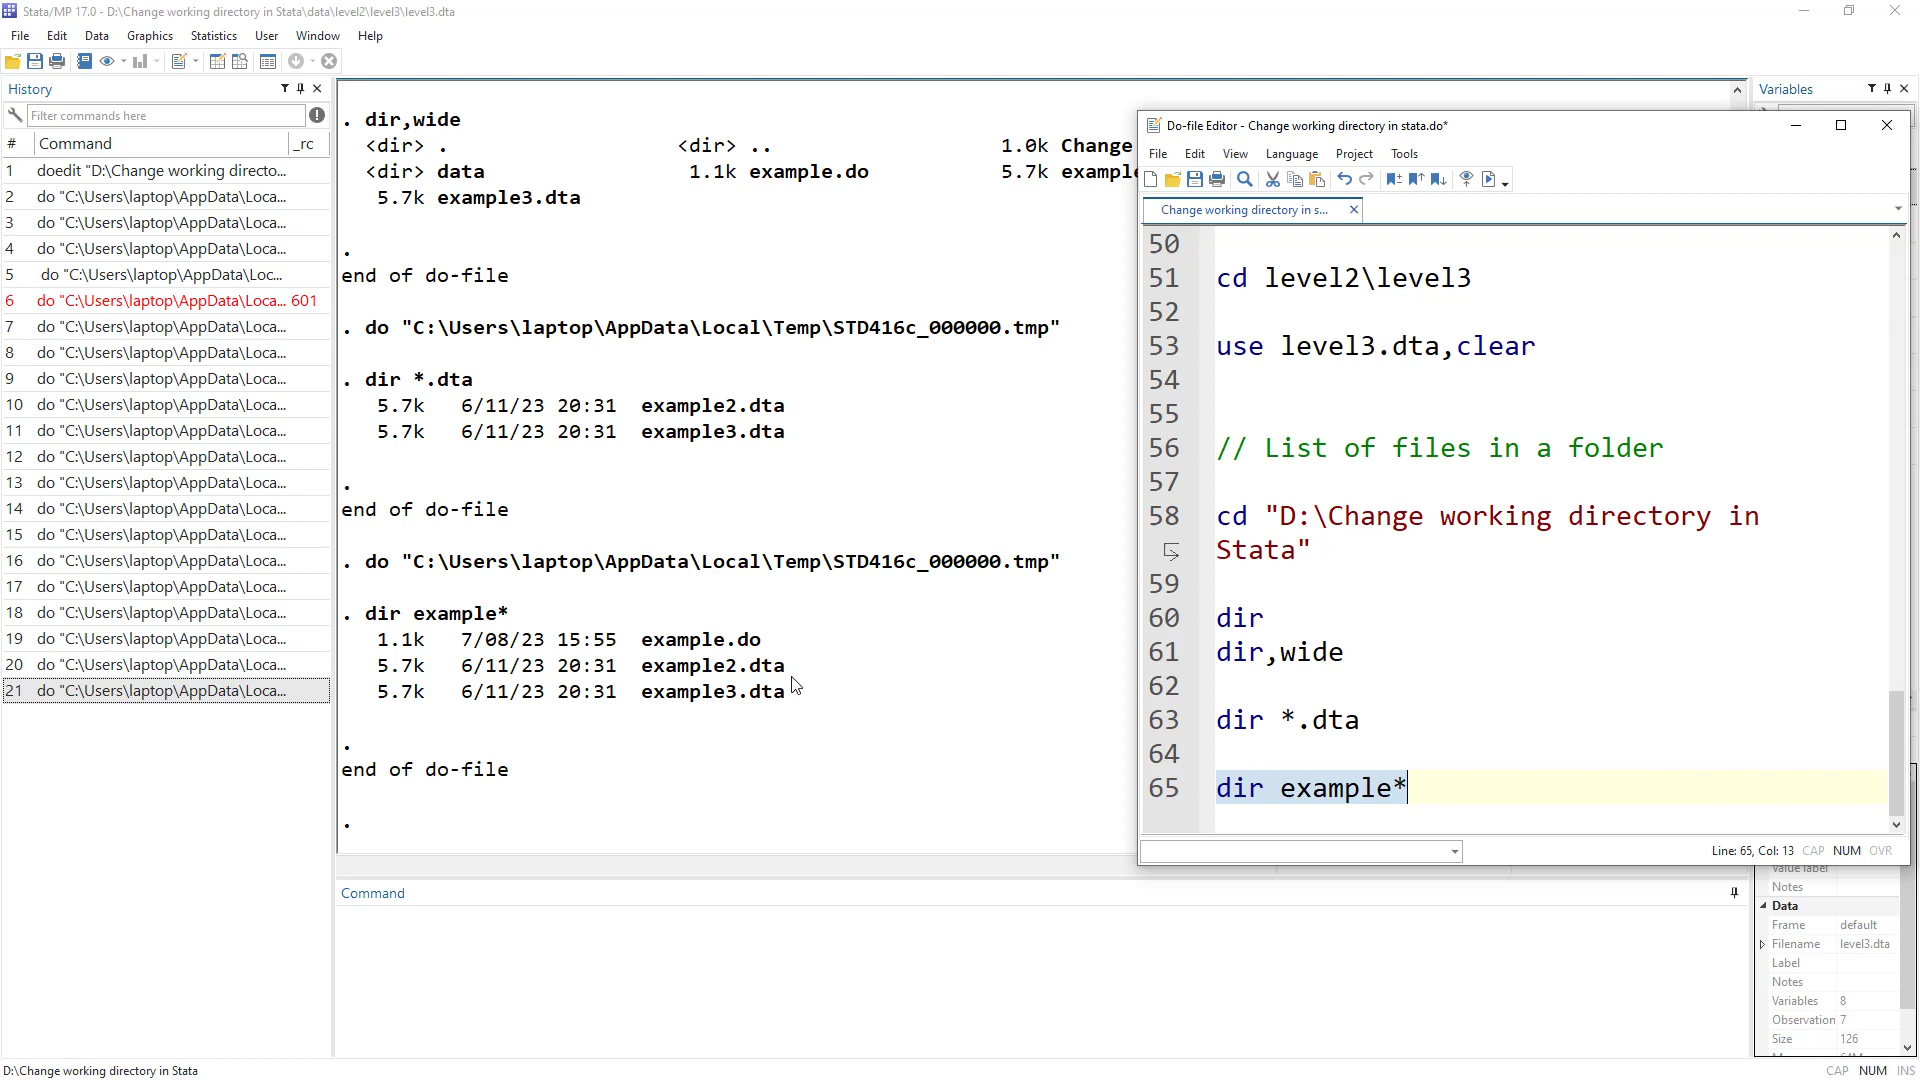 Stata/MP 17.0 - D:\Change working directory in Stata\data\level2\level3\level3.dta
File Edit Data Graphics Statistics User Window Help
History
Filter commands here
# Command _rc
1 doedit "D:\Change working directo...
2 do "C:\Users\laptop\AppData\Loca...
3 do "C:\Users\laptop\AppData\Loca...
4 do "C:\Users\laptop\AppData\Loca...
5 do "C:\Users\laptop\AppData\Loc...
6 do "C:\Users\laptop\AppData\Loca... 601
7 do "C:\Users\laptop\AppData\Loca...
8 do "C:\Users\laptop\AppData\Loca...
9 do "C:\Users\laptop\AppData\Loca...
10 do "C:\Users\laptop\AppData\Loca...
11 do "C:\Users\laptop\AppData\Loca...
12 do "C:\Users\laptop\AppData\Loca...
13 do "C:\Users\laptop\AppData\Loca...
14 do "C:\Users\laptop\AppData\Loca...
15 do "C:\Users\laptop\AppData\Loca...
16 do "C:\Users\laptop\AppData\Loca...
17 do "C:\Users\laptop\AppData\Loca...
18 do "C:\Users\laptop\AppData\Loca...
19 do "C:\Users\laptop\AppData\Loca...
20 do "C:\Users\laptop\AppData\Loca...
21 do "C:\Users\laptop\AppData\Loca...
. dir,wide
<dir> . <dir> .. 1.0k Change
<dir> data 1.1k example.do 5.7k exampl
5.7k example3.dta
.
end of do-file
. do "C:\Users\laptop\AppData\Local\Temp\STD416c_000000.tmp"
. dir *.dta
5.7k 6/11/23 20:31 example2.dta
5.7k 6/11/23 20:31 example3.dta
.
end of do-file
. do "C:\Users\laptop\AppData\Local\Temp\STD416c_000000.tmp"
. dir example*
1.1k 7/08/23 15:55 example.do
5.7k 6/11/23 20:31 example2.dta
5.7k 6/11/23 20:31 example3.dta
.
end of do-file
.
Command
Variables
Do-file Editor - Change working directory in stata.do*
File Edit View Language Project Tools
Change working directory in s...
50
51 cd level2\level3
52
53 use level3.dta,clear
54
55
56 // List of files in a folder
57
58 cd "D:\Change working directory in
Stata"
59
60 dir
61 dir,wide
62
63 dir *.dta
64
65 dir example*
Line: 65, Col: 13 CAP NUM OVR
Value label
Notes
Data
Frame default
Filename level3.dta
Label
Notes
Variables 8
Observation 7
Size 126
D:\Change working directory in Stata
CAP NUM INS